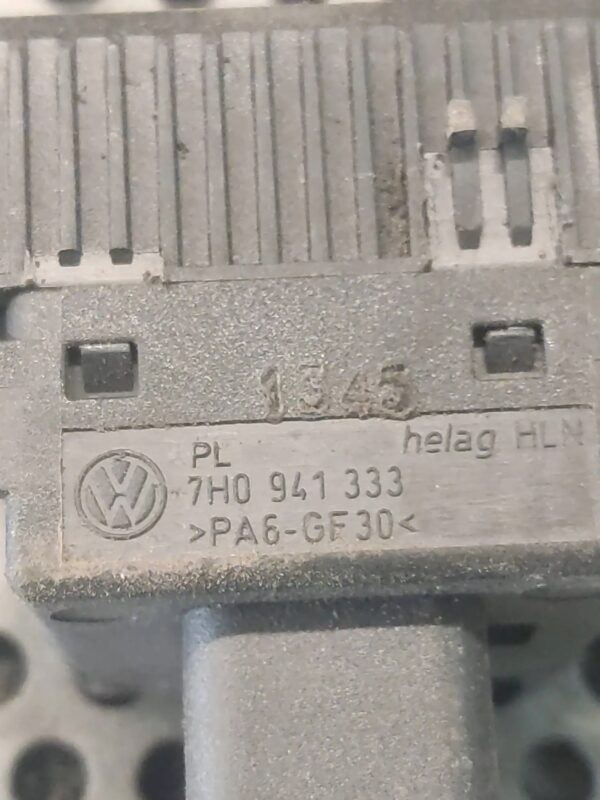 1345
PL helag HLN
7H0 941 333
>PA6-GF30<